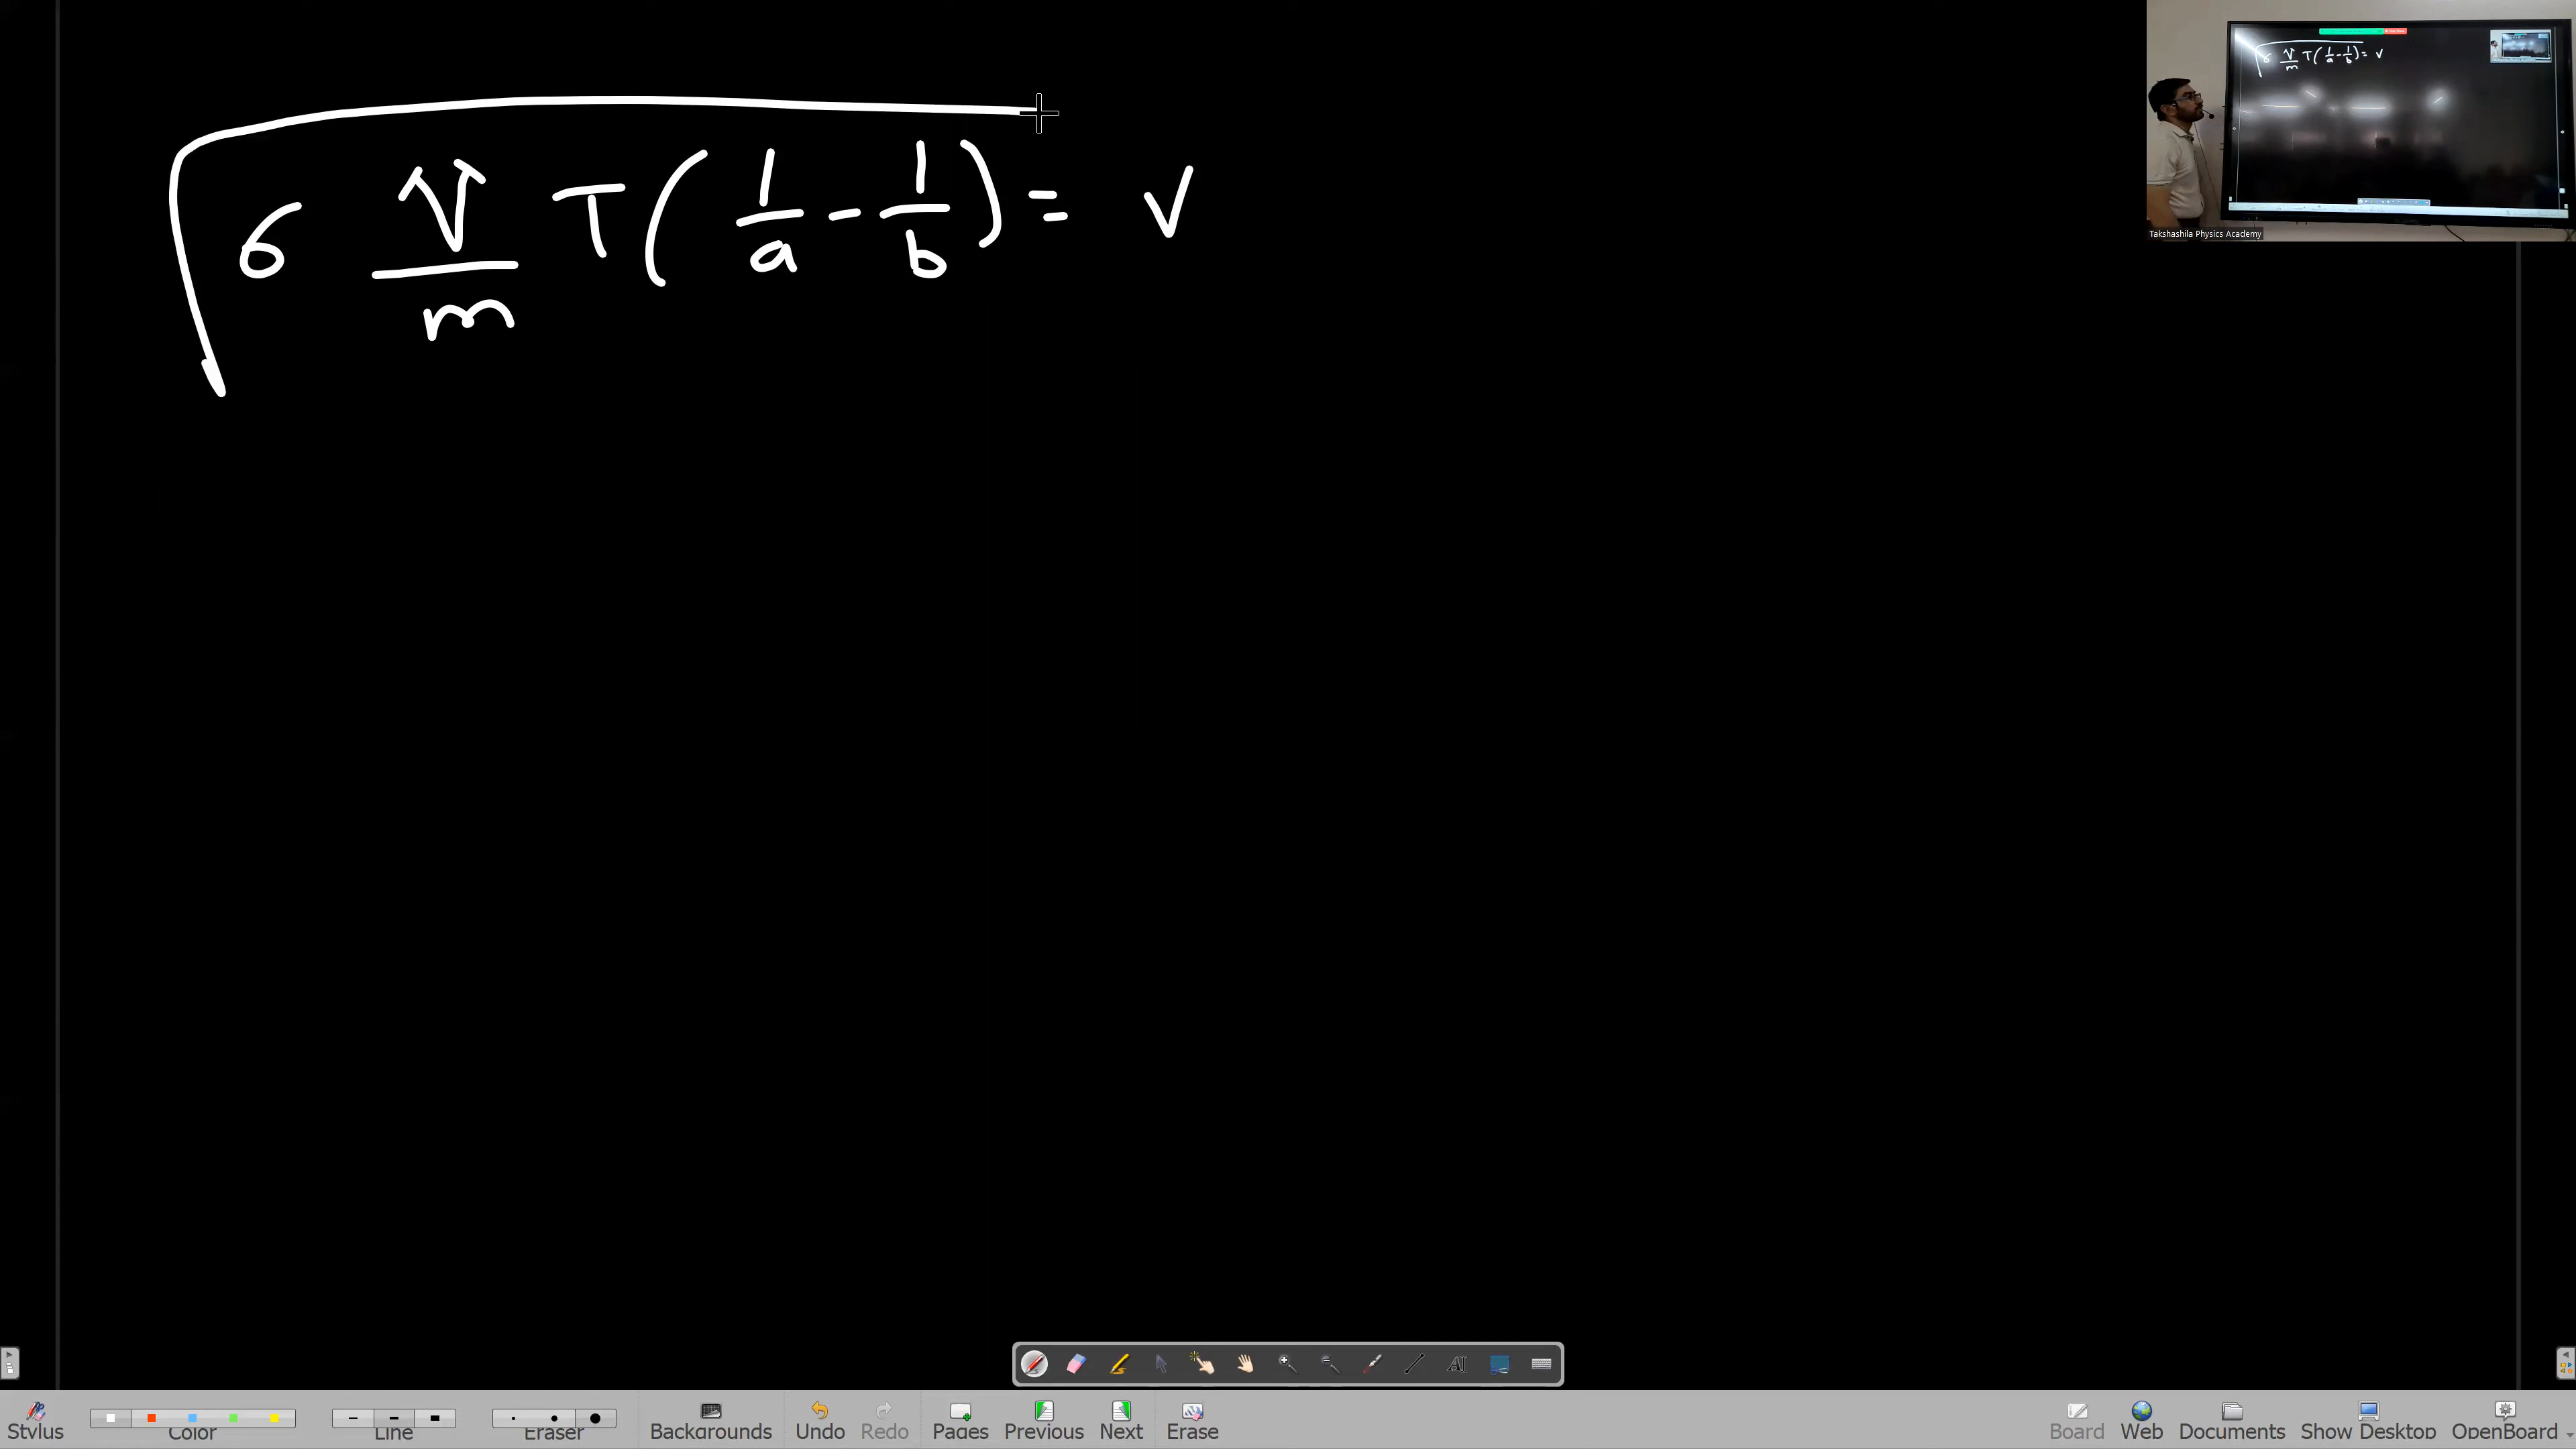 6 V/m T(1/a - 1/b) = v
Takshashila Physics Academy
Stylus Color Line Eraser Backgrounds Undo Redo Pages Previous Next Erase Board Web Documents Show Desktop OpenBoard